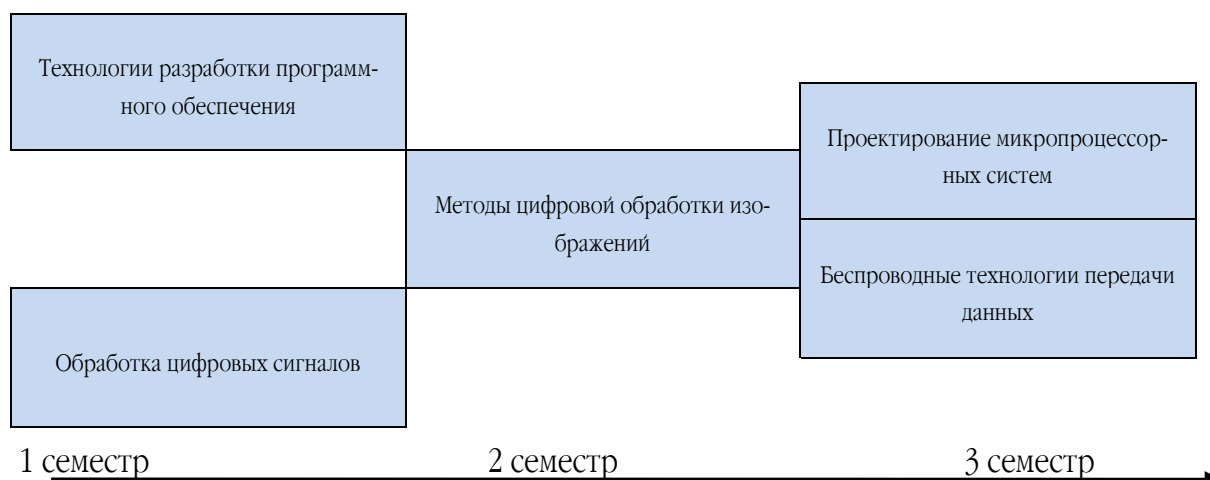 Технологии разработки программ-
ного обеспечения
Обработка цифровых сигналов
Методы цифровой обработки изо-
бражений
Проектирование микропроцессор-
ных систем
Беспроводные технологии передачи
данных
1 семестр
2 семестр
3 семестр